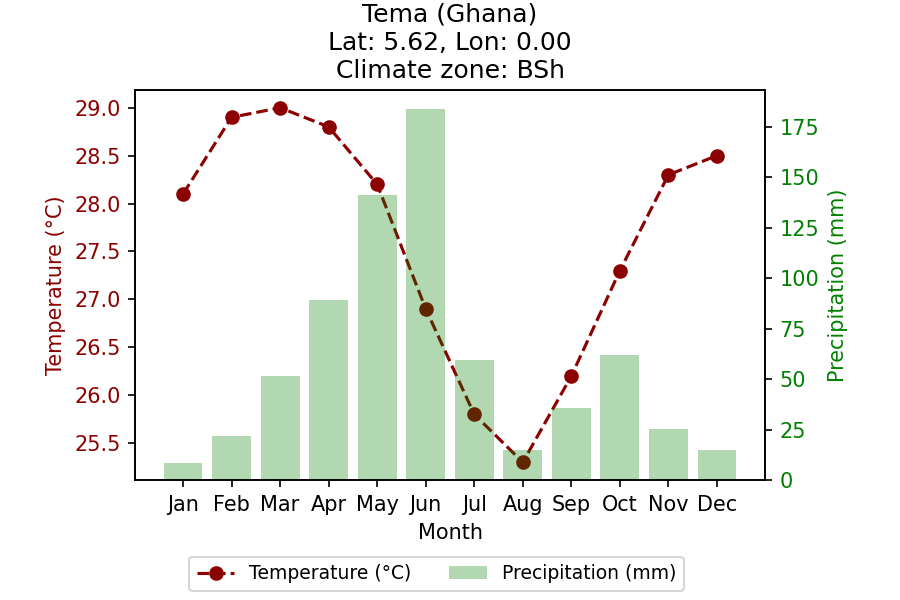 Tema (Ghana)
Lat: 5.62, Lon: 0.00
Climate zone: BSh
29.0
28.5
28.0
27.5
27.0
26.5
26.0
25.5
Temperature (°C)
175
150
125
100
75
50
25
0
Precipitation (mm)
Jan Feb Mar Apr May Jun Jul Aug Sep Oct Nov Dec
Month
Temperature (°C) Precipitation (mm)